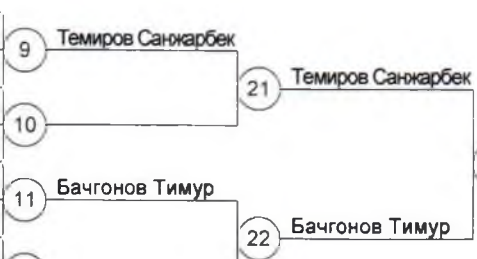 9 Темиров Санжарбек
21 Темиров Санжарбек
10
11 Бачгонов Тимур
22 Бачгонов Тимур